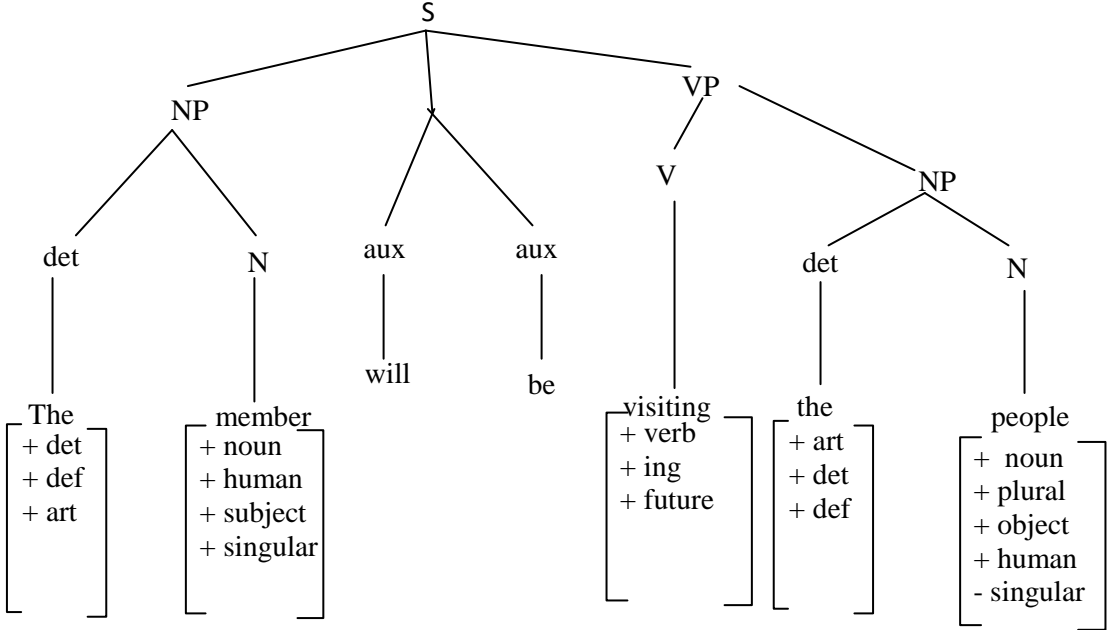 S
NP
VP
V
NP
det
N
aux
aux
det
N
will
be
The
member
visiting
the
people
+ det
+ def
+ art
+ noun
+ human
+ subject
+ singular
+ verb
+ ing
+ future
+ art
+ det
+ def
+ noun
+ plural
+ object
+ human
- singular